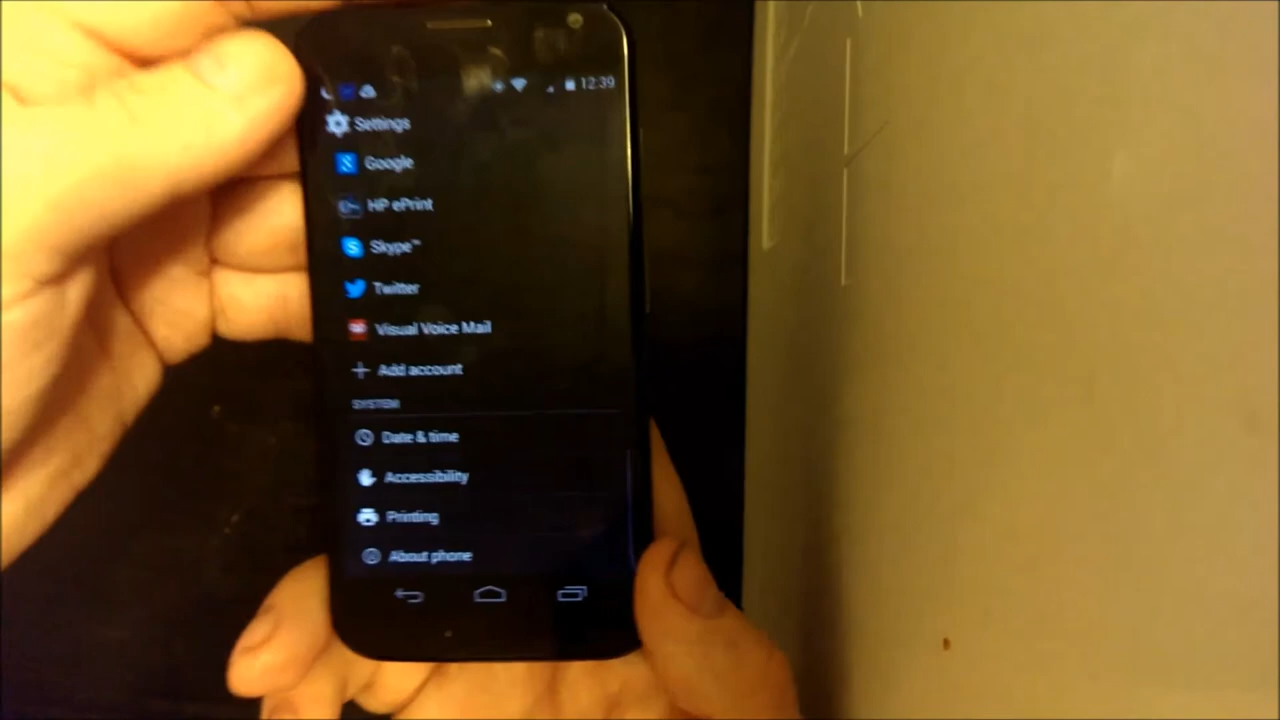 12:39
Settings
Google
HP ePrint
Skype™
Twitter
Visual Voice Mail
Add account
SYSTEM
Date & time
Accessibility
Printing
About phone